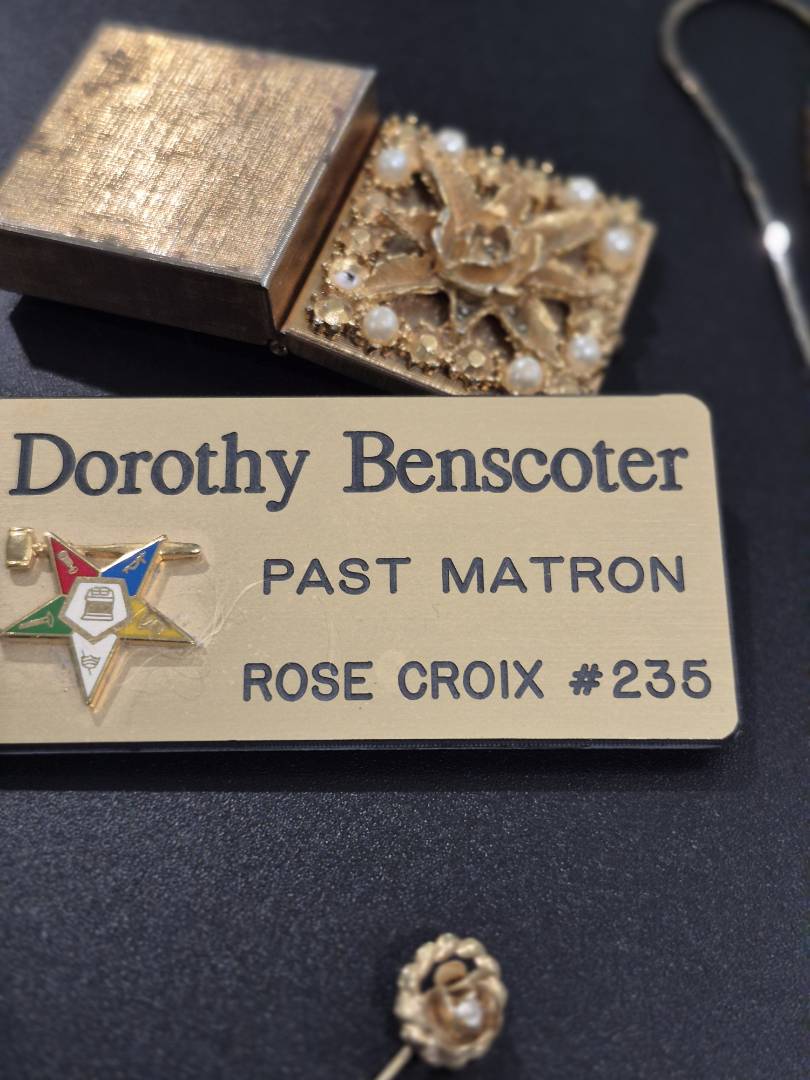 Dorothy Benscoter
PAST MATRON
ROSE CROIX #235